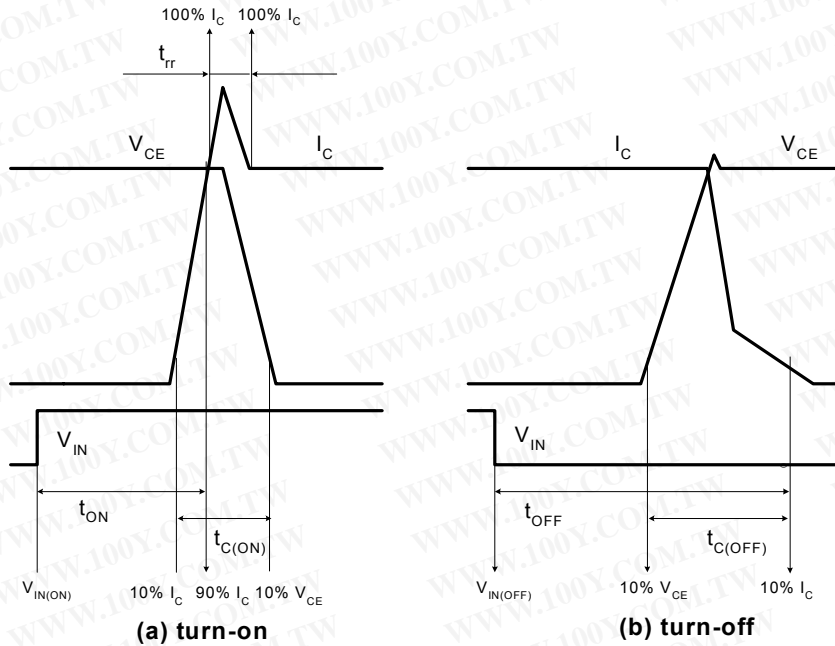 100% I_C 100% I_C
t_rr
V_CE I_C I_C V_CE
V_IN V_IN
t_ON t_OFF
t_C(ON) t_C(OFF)
V_IN(ON) 10% I_C 90% I_C 10% V_CE V_IN(OFF) 10% V_CE 10% I_C
(a) turn-on (b) turn-off
WWW.100Y.COM.TW